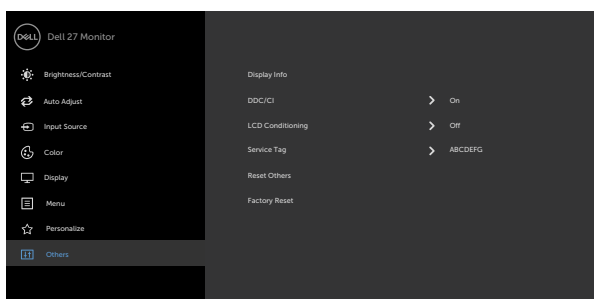 DELL Dell 27 Monitor
Brightness/Contrast
Auto Adjust
Input Source
Color
Display
Menu
Personalize
Others
Display Info
DDC/CI On
LCD Conditioning Off
Service Tag ABCDEFG
Reset Others
Factory Reset